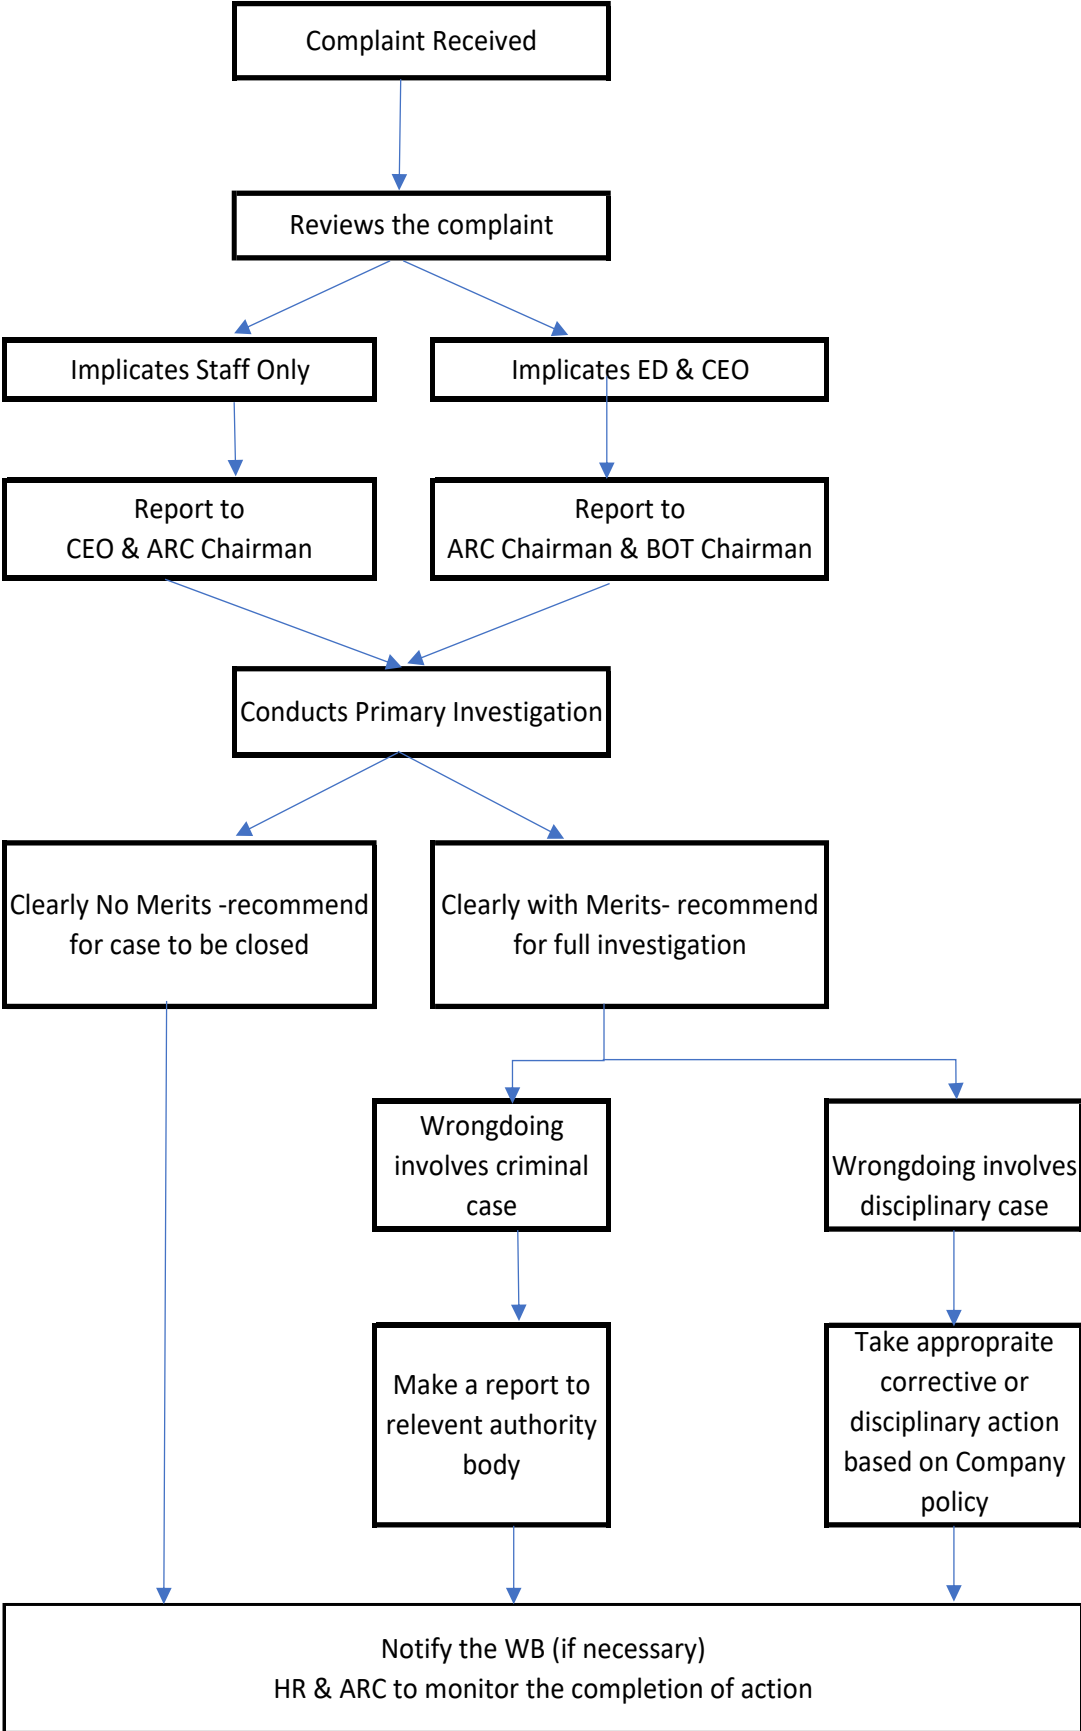 Complaint Received
Reviews the complaint
Implicates Staff Only
Implicates ED & CEO
Report to
CEO & ARC Chairman
Report to
ARC Chairman & BOT Chairman
Conducts Primary Investigation
Clearly No Merits -recommend
for case to be closed
Clearly with Merits- recommend
for full investigation
Wrongdoing
involves criminal
case
Wrongdoing involves
disciplinary case
Make a report to
relevent authority
body
Take appropraite
corrective or
disciplinary action
based on Company
policy
Notify the WB (if necessary)
HR & ARC to monitor the completion of action